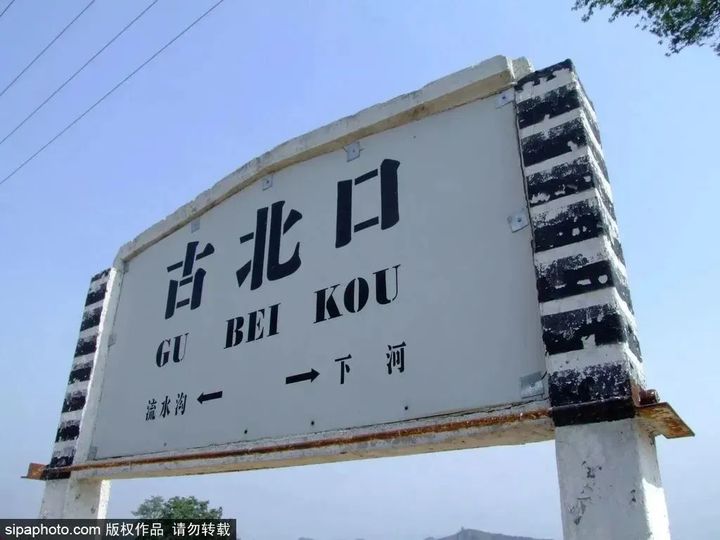 古北口
GU BEI KOU
流水沟 ← → 下河
sipaphoto.com 版权作品 请勿转载